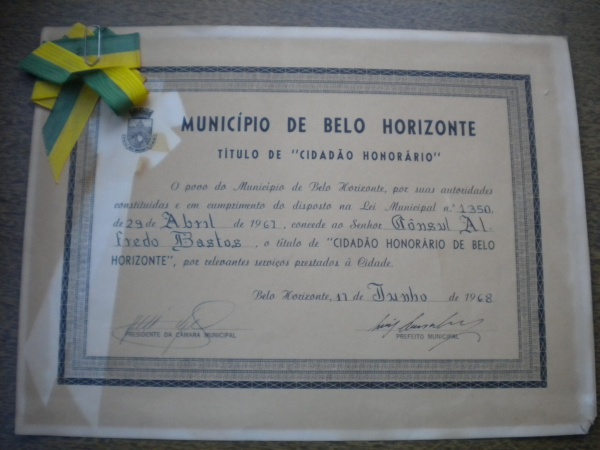 MUNICÍPIO DE BELO HORIZONTE
TÍTULO DE "CIDADÃO HONORÁRIO"
O povo do Município de Belo Horizonte, por suas autoridades
constituídas e em cumprimento do disposto na Lei Municipal n.º 1350,
de 29 de Abril de 1967, concede ao Senhor Cônsul Al
fredo Bastos, o título de "CIDADÃO HONORÁRIO DE BELO
HORIZONTE", por relevantes serviços prestados à Cidade.
Belo Horizonte, 11 de Junho de 1968
PRESIDENTE DA CÂMARA MUNICIPAL
PREFEITO MUNICIPAL